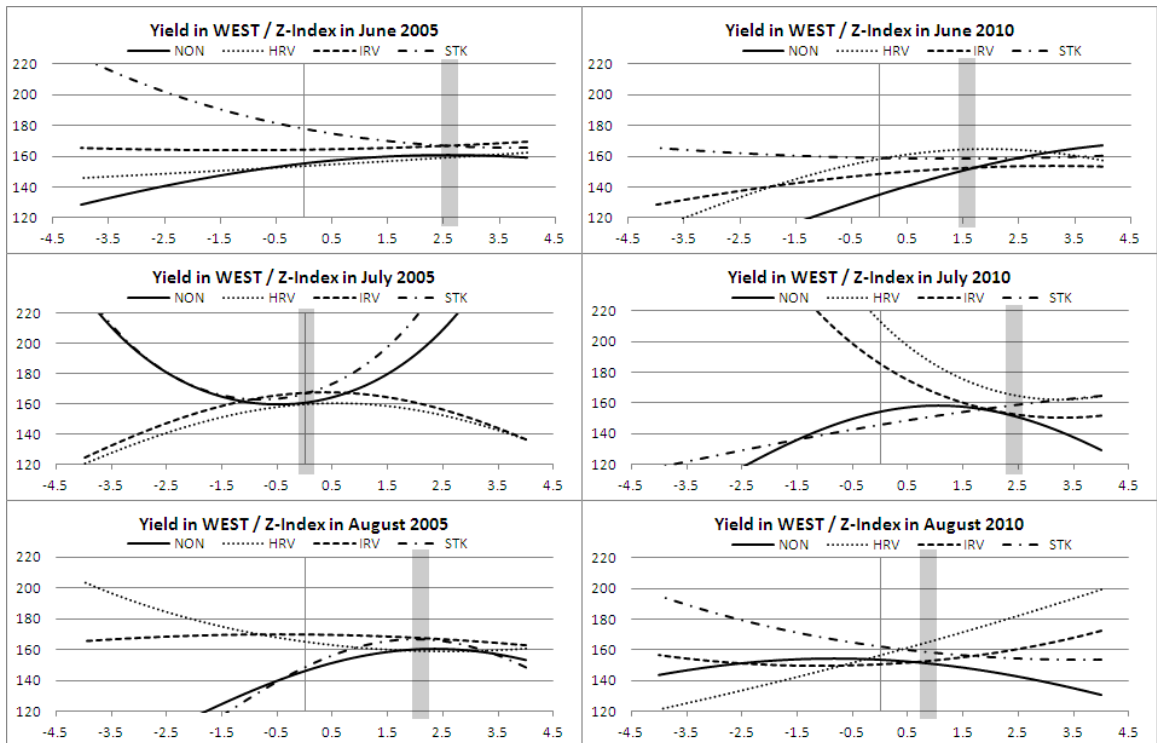 Yield in WEST / Z-Index in June 2005
NON HRV IRV STK
220
200
180
160
140
120
-4.5 -3.5 -2.5 -1.5 -0.5 0.5 1.5 2.5 3.5 4.5
Yield in WEST / Z-Index in June 2010
NON HRV IRV STK
220
200
180
160
140
120
-4.5 -3.5 -2.5 -1.5 -0.5 0.5 1.5 2.5 3.5 4.5
Yield in WEST / Z-Index in July 2005
NON HRV IRV STK
220
200
180
160
140
120
-4.5 -3.5 -2.5 -1.5 -0.5 0.5 1.5 2.5 3.5 4.5
Yield in WEST / Z-Index in July 2010
NON HRV IRV STK
220
200
180
160
140
120
-4.5 -3.5 -2.5 -1.5 -0.5 0.5 1.5 2.5 3.5 4.5
Yield in WEST / Z-Index in August 2005
NON HRV IRV STK
220
200
180
160
140
120
-4.5 -3.5 -2.5 -1.5 -0.5 0.5 1.5 2.5 3.5 4.5
Yield in WEST / Z-Index in August 2010
NON HRV IRV STK
220
200
180
160
140
120
-4.5 -3.5 -2.5 -1.5 -0.5 0.5 1.5 2.5 3.5 4.5